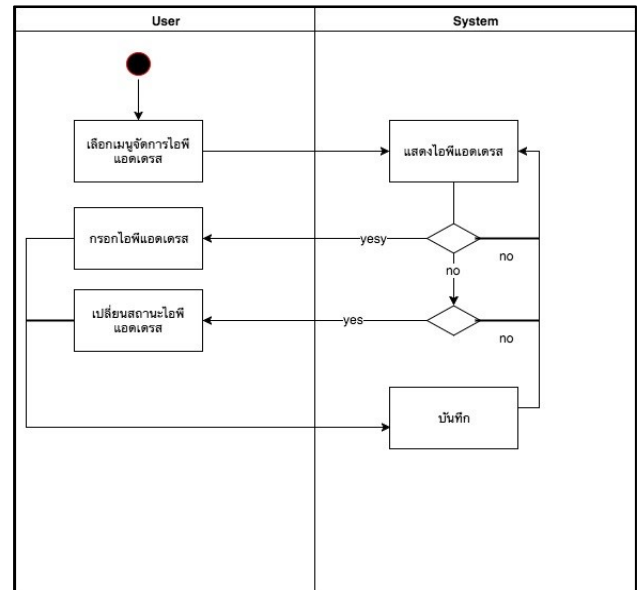 User
System
เลือกเมนูจัดการไอพี
แอดเดรส
แสดงไอพีแอดเดรส
กรอกไอพีแอดเดรส
yesy
no
no
เปลี่ยนสถานะไอพี
แอดเดรส
yes
no
บันทึก